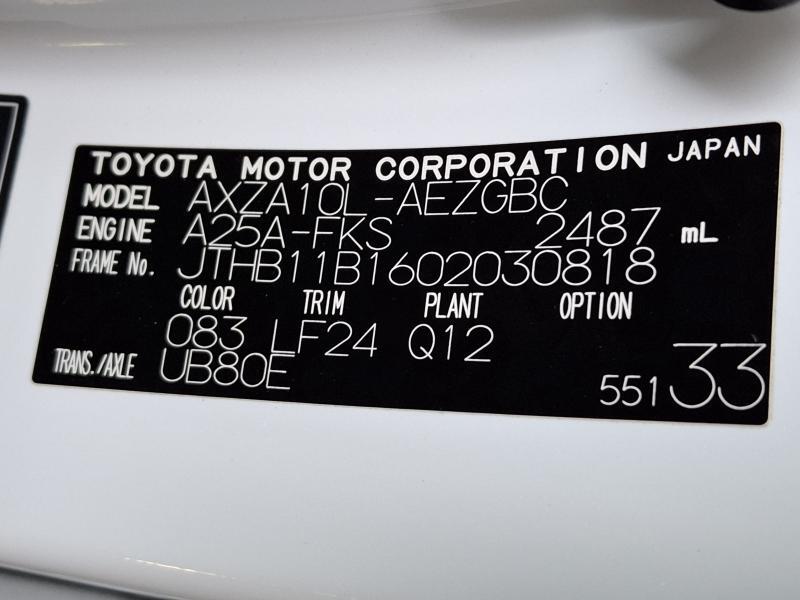 TOYOTA MOTOR CORPORATION JAPAN
MODEL AXZA10L-AEZGBC
ENGINE A25A-FKS 2487 mL
FRAME No. JTHB11B1602030818
COLOR TRIM PLANT OPTION
083 LF24 Q12
TRANS./AXLE UB80E
551 33